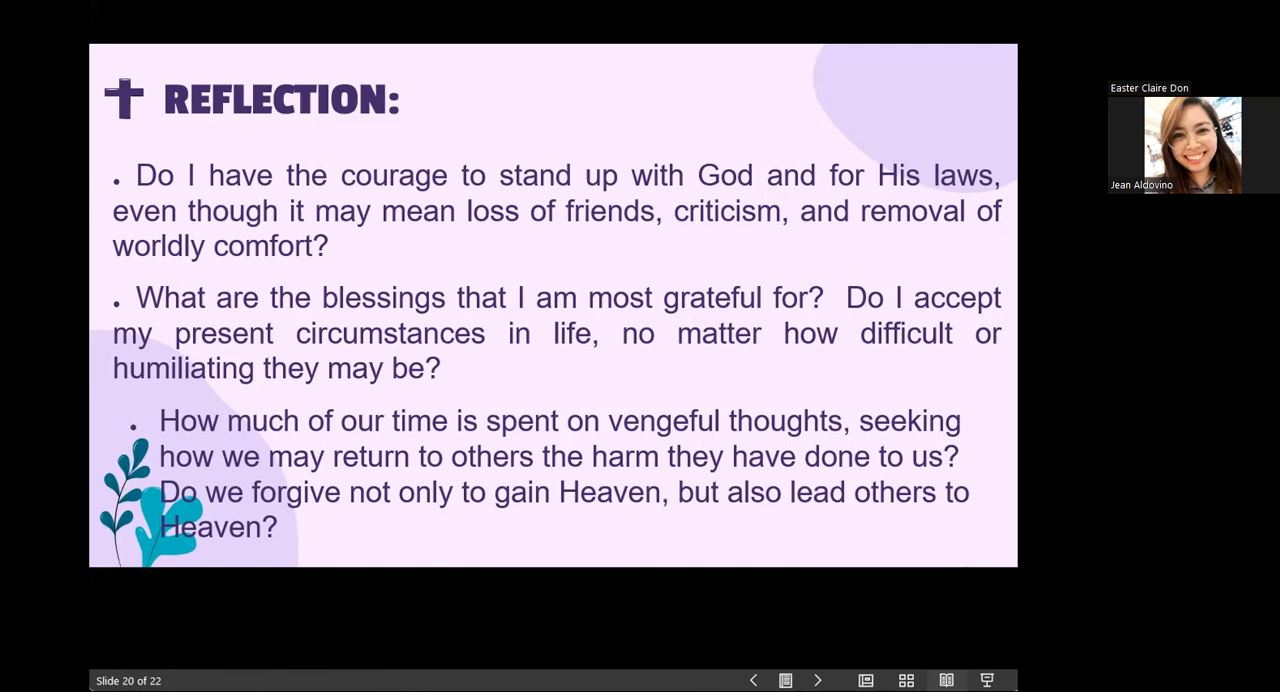 REFLECTION:
. Do I have the courage to stand up with God and for His laws,
even though it may mean loss of friends, criticism, and removal of
worldly comfort?
. What are the blessings that I am most grateful for? Do I accept
my present circumstances in life, no matter how difficult or
humiliating they may be?
. How much of our time is spent on vengeful thoughts, seeking
how we may return to others the harm they have done to us?
Do we forgive not only to gain Heaven, but also lead others to
Heaven?
Easter Claire Don
Jean Aldovino
Slide 20 of 22